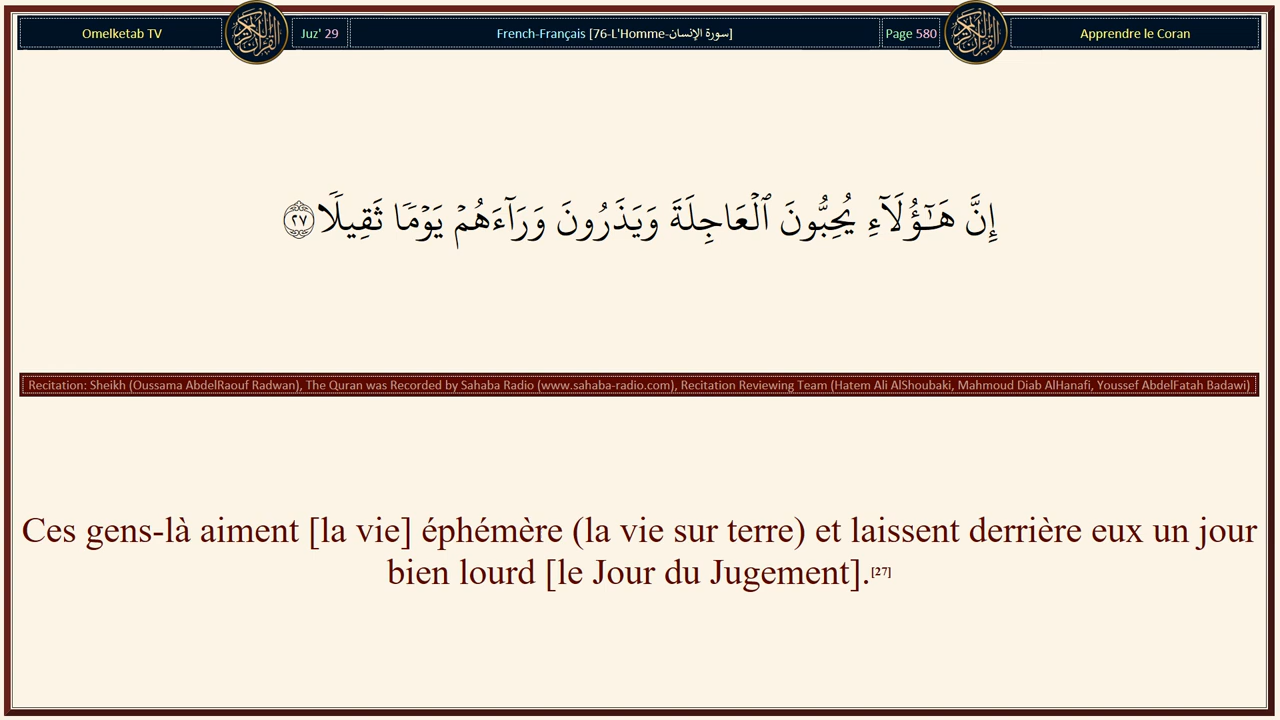 Omelketab TV
Juz' 29
French-Français [76-L'Homme-سورة الإنسان]
Page 580
Apprendre le Coran
إِنَّ هَـٰٓؤُلَآءِ يُحِبُّونَ ٱلۡعَاجِلَةَ وَيَذَرُونَ وَرَآءَهُمۡ يَوۡمٗا ثَقِيلٗا ٢٧
Recitation: Sheikh (Oussama AbdelRaouf Radwan), The Quran was Recorded by Sahaba Radio (www.sahaba-radio.com), Recitation Reviewing Team (Hatem Ali AlShoubaki, Mahmoud Diab AlHanafi, Youssef AbdelFatah Badawi)
Ces gens-là aiment [la vie] éphémère (la vie sur terre) et laissent derrière eux un jour
bien lourd [le Jour du Jugement].[27]